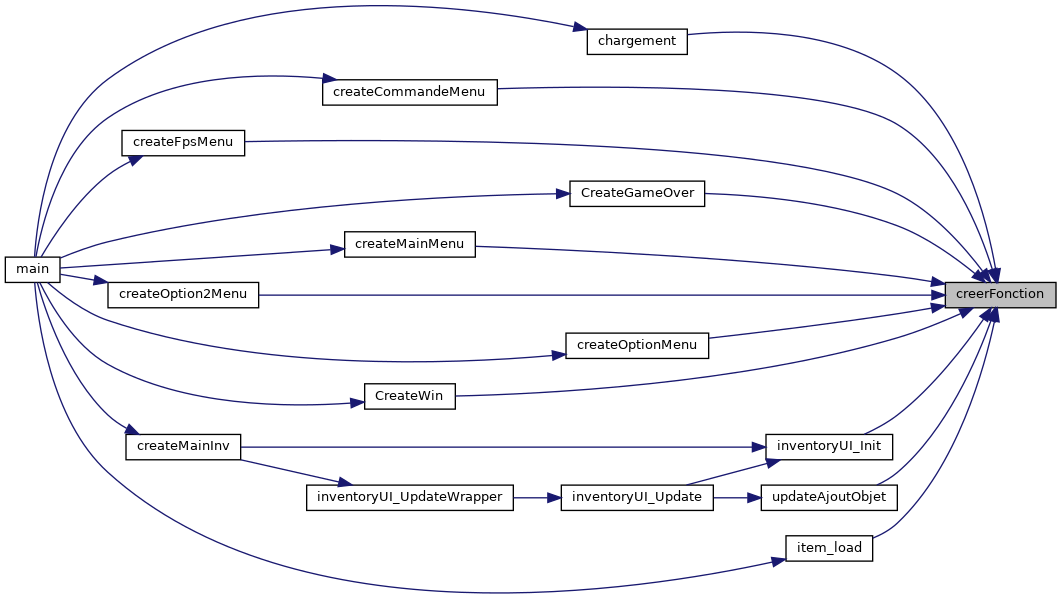 chargement
createCommandeMenu
createFpsMenu
CreateGameOver
createMainMenu
main
createOption2Menu
creerFonction
createOptionMenu
CreateWin
createMainInv
inventoryUI_Init
inventoryUI_UpdateWrapper
inventoryUI_Update
updateAjoutObjet
item_load